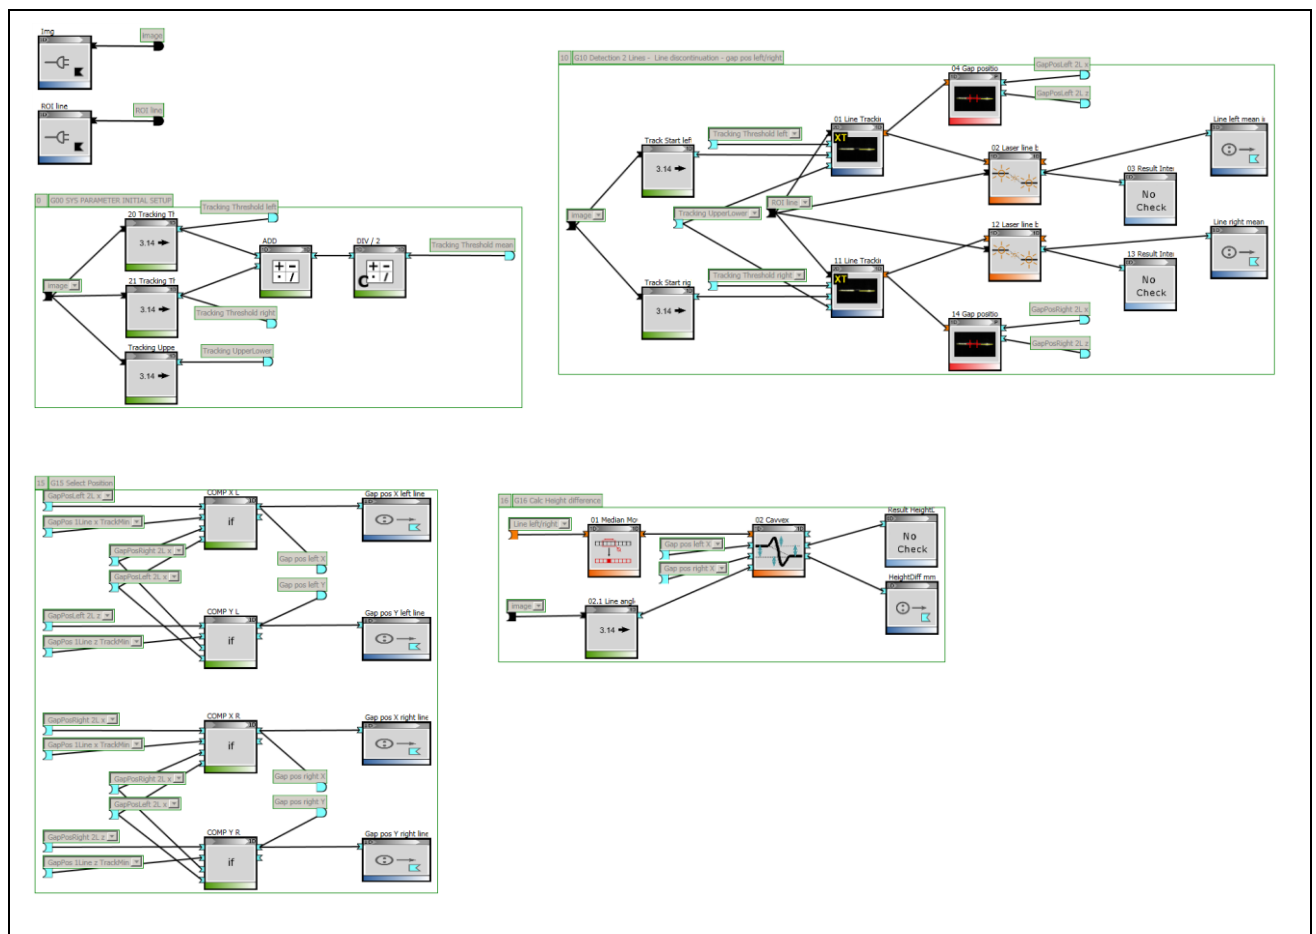 Img
Image
ROI line
ROI line
0 G00 SYS PARAMETER INITIAL SETUP
20 Tracking Th
Tracking Threshold left
3.14
ADD
DIV / 2
Tracking Threshold mean
C
image
21 Tracking Th
3.14
Tracking Threshold right
Tracking Uppe
Tracking UpperLower
3.14
10 G10 Detection 2 Lines - Line discontinuation - gap pos left/right
04 Gap positio
GapPosLeft 2L x
GapPosLeft 2L z
01 Line Trackin
XT
Tracking Threshold left
Track Start left
3.14
Line left mean i
02 Laser line b
03 Result Inte
No
Check
ROI line
Tracking UpperLower
image
12 Laser line b
Line right mean
13 Result Inte
No
Check
11 Line Trackin
XT
Tracking Threshold right
Track Start rig
3.14
14 Gap positio
GapPosRight 2L x
GapPosRight 2L z
15 G15 Select Position
GapPosLeft 2L x
COMP X L
if
Gap pos X left line
GapPos 1Line x TrackMin
GapPosRight 2L x
GapPosLeft 2L x
Gap pos left X
Gap pos left Y
GapPosLeft 2L z
COMP Y L
if
Gap pos Y left line
GapPos 1Line z TrackMin
GapPosRight 2L x
COMP X R
if
Gap pos X right line
GapPos 1Line x TrackMin
GapPosRight 2L x
GapPosLeft 2L x
Gap pos right X
Gap pos right Y
GapPosRight 2L z
COMP Y R
if
Gap pos Y right line
GapPos 1Line z TrackMin
16 G16 Calc Height difference
Line left/right
01 Median Mo
02 Cavvex
Result HeightD
No
Check
Gap pos left X
Gap pos right X
HeightDiff mm
image
02.1 Line angl
3.14